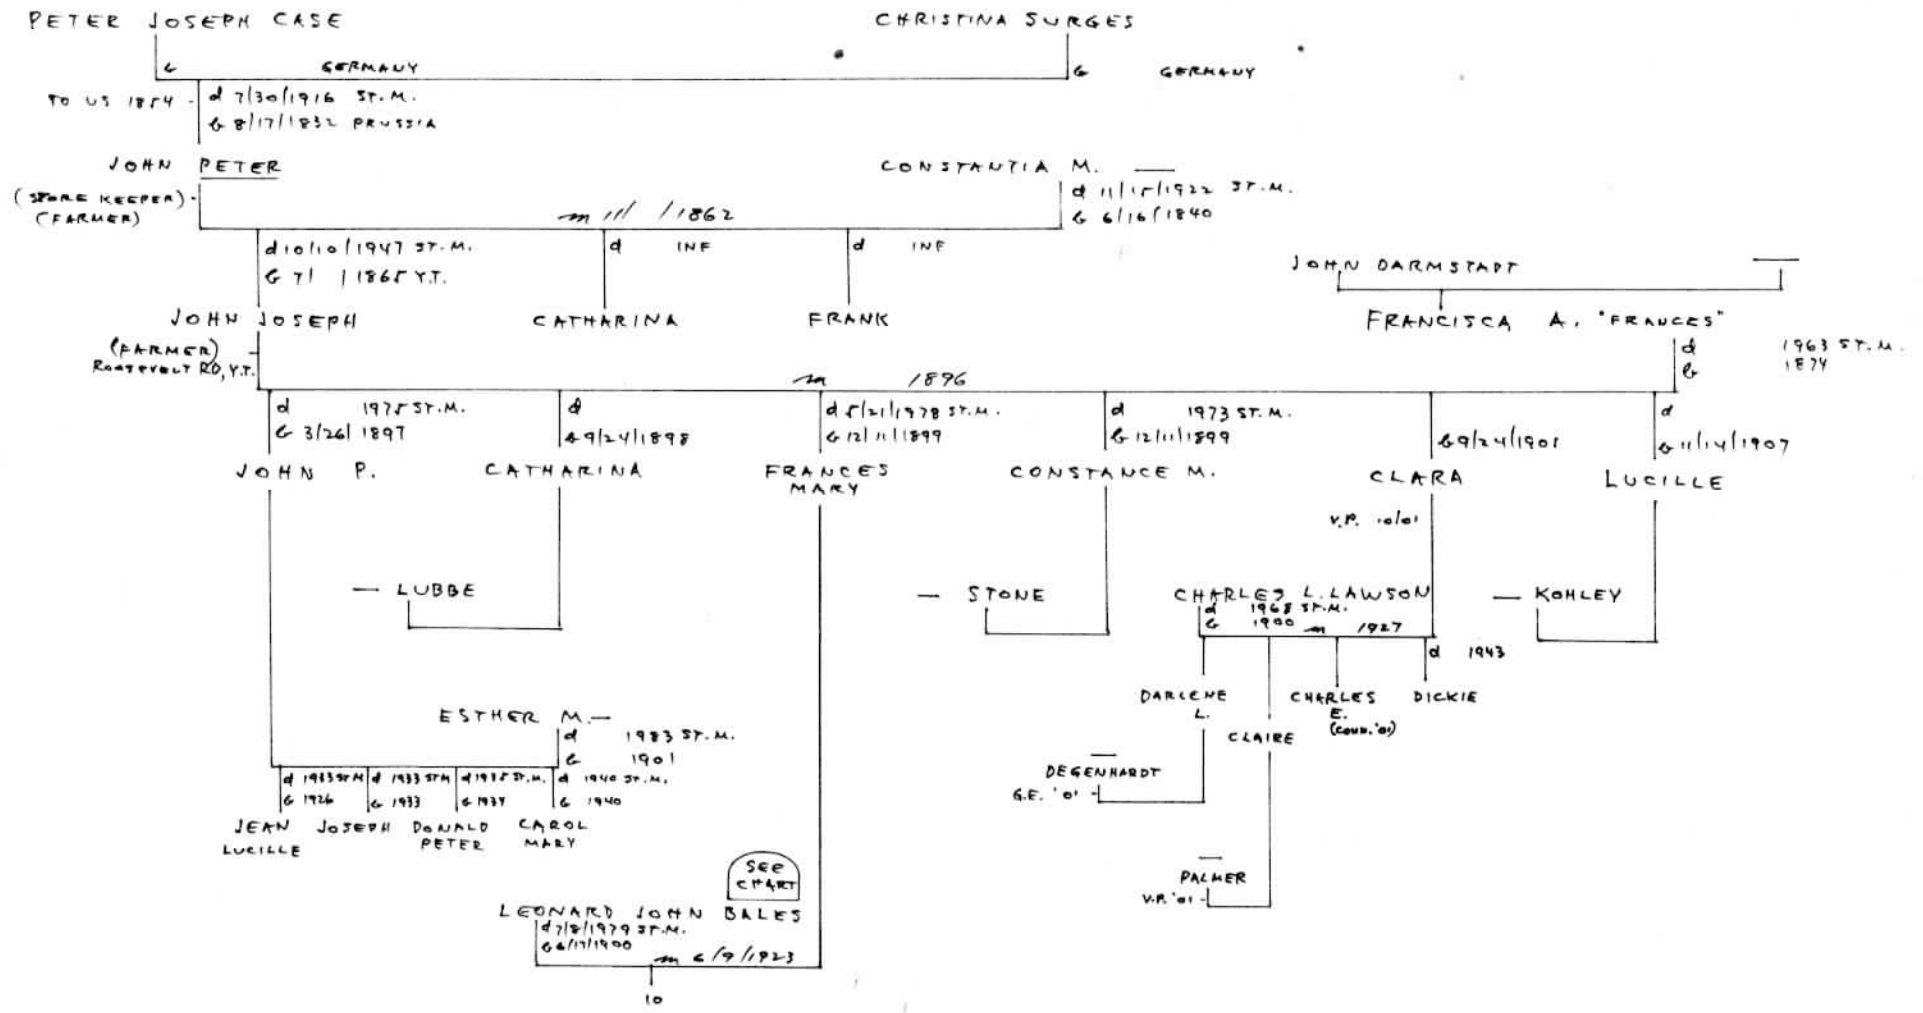 PETER JOSEPH CASE
CHRISTINA SURGES
b GERMANY
b GERMANY
TO US 1854
d 7/30/1916 ST. M.
b 8/17/1832 PRUSSIA
JOHN PETER
CONSTANTIA M. —
(STORE KEEPER)
(FARMER)
m 11/ /1862
d 11/15/1922 ST. M.
b 6/16/1840
d 10/10/1947 ST. M.
b 7/ /1865 Y.T.
d INF
d INF
JOHN DARMSTADT —
JOHN JOSEPH
CATHARINA
FRANK
FRANCISCA A. "FRANCES"
(FARMER)
ROOSEVELT RD, Y.T.
d 1963 ST. M.
b 1874
m 1896
d 1975 ST. M.
b 3/26/1897
d
b 9/24/1898
d 5/21/1978 ST. M.
b 12/11/1899
d 1973 ST. M.
b 12/11/1899
b 9/24/1901
d
b 11/14/1907
JOHN P.
CATHARINA
FRANCES
MARY
CONSTANCE M.
CLARA
LUCILLE
V.P. 10/01
— LUBBE
— STONE
CHARLES L. LAWSON
d 1968 ST. M.
b 1900 m 1927
— KOHLEY
d 1943
DARLENE
L.
CLAIRE
CHARLES
E.
(COUN. '01)
DICKIE
ESTHER M. —
d 1983 ST. M.
b 1901
— DEGENHARDT
G.E. '01
d 1933 ST M
b 1926
d 1933 ST M
b 1933
d 1938 ST. M.
b 1937
d 1940 ST. M.
b 1940
JEAN
LUCILLE
JOSEPH
DONALD
PETER
CAROL
MARY
SEE
CHART
— PALMER
V.P. '01
LEONARD JOHN BALES
d 7/8/1979 ST. M.
b 6/17/1900
m 6/9/1923
10